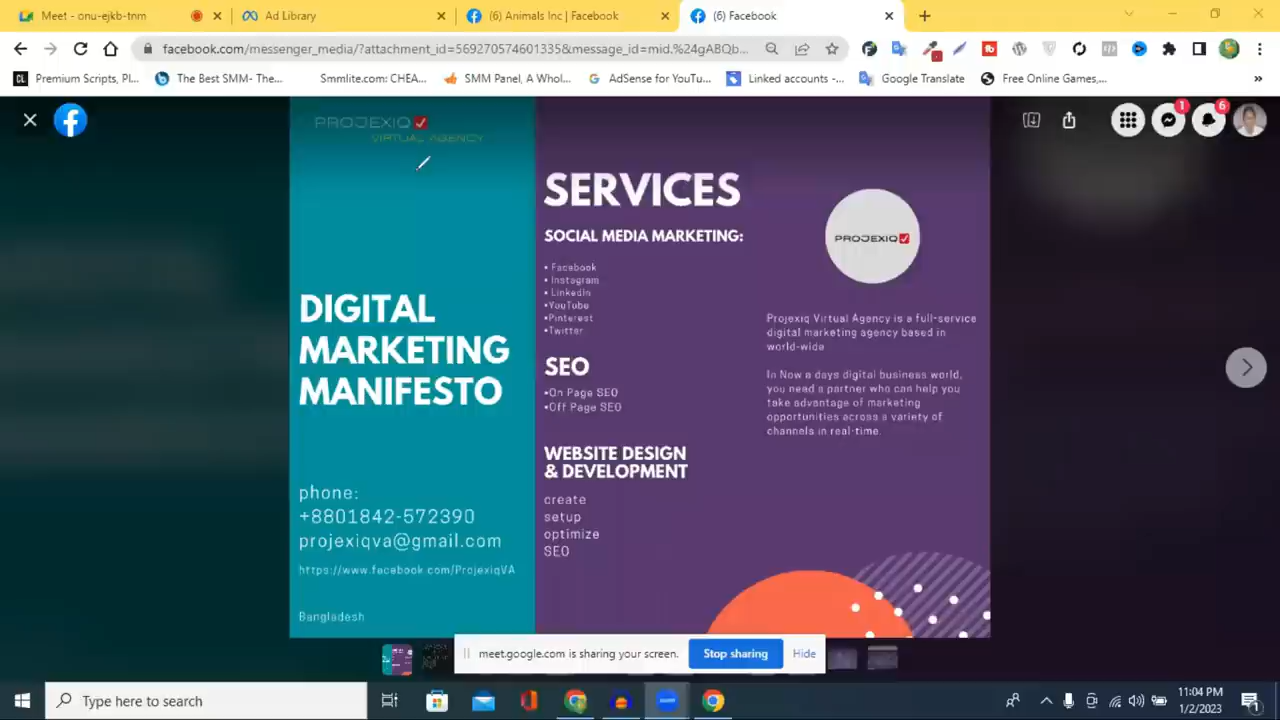 Meet - onu-ejkb-tnm
Ad Library
(6) Animals Inc | Facebook
(6) Facebook
facebook.com/messenger_media/?attachment_id=569270574601335&message_id=mid.%24gABQb...
Premium Scripts, Pl...
The Best SMM- The...
Smmlite.com: CHEA...
SMM Panel, A Whol...
AdSense for YouTu...
Linked accounts -...
Google Translate
Free Online Games,...
»
1
6
PROJEXIQ
VIRTUAL AGENCY
DIGITAL
MARKETING
MANIFESTO
phone:
+8801842-572390
projexiqva@gmail.com
https://www.facebook.com/ProjexiqVA
Bangladesh
SERVICES
SOCIAL MEDIA MARKETING:
• Facebook
• Instagram
• LinkedIn
•YouTube
•Pinterest
•Twitter
SEO
•On Page SEO
•Off Page SEO
WEBSITE DESIGN
& DEVELOPMENT
create
setup
optimize
SEO
PROJEXIQ
Projexiq Virtual Agency is a full-service
digital marketing agency based in
world-wide
In Now a days digital business world,
you need a partner who can help you
take advantage of marketing
opportunities across a variety of
channels in real-time.
meet.google.com is sharing your screen.
Stop sharing
Hide
Type here to search
11:04 PM
1/2/2023